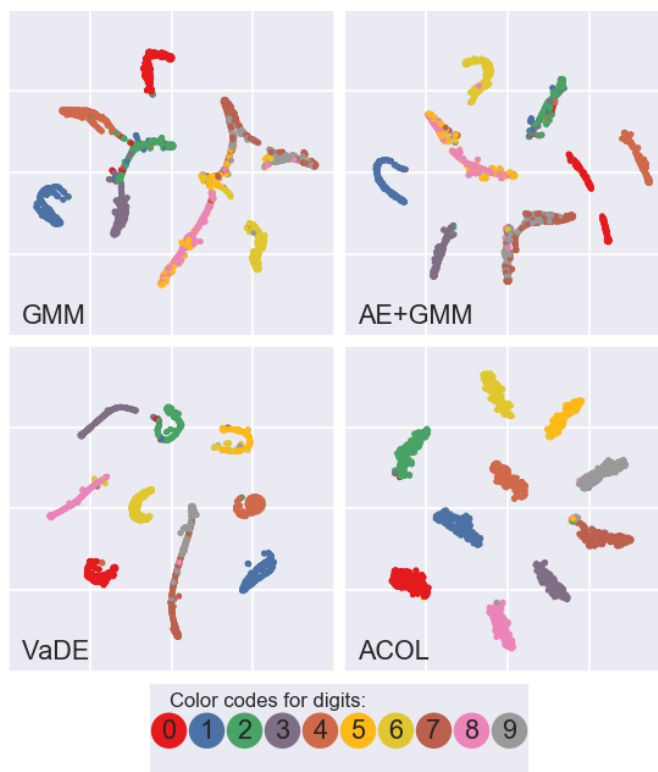 GMM
AE+GMM
VaDE
ACOL
Color codes for digits:
0 1 2 3 4 5 6 7 8 9